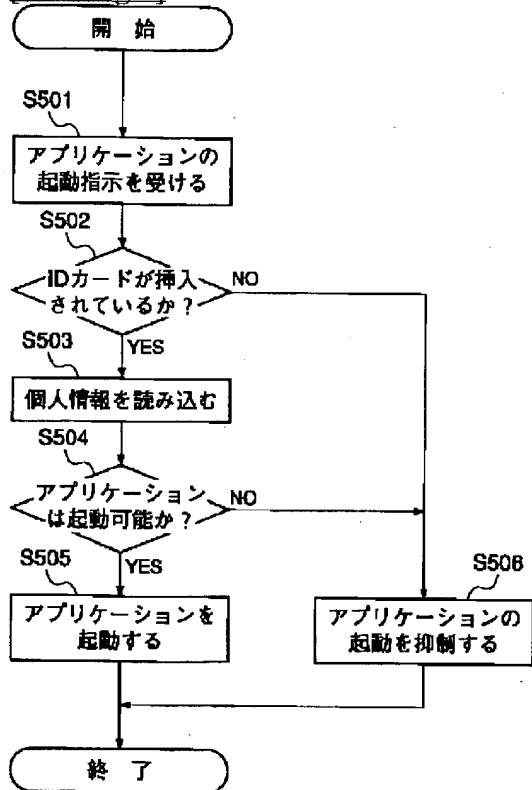 開 始
S501
アプリケーションの
起動指示を受ける
S502
IDカードが挿入
されているか？
NO
YES
S503
個人情報を読み込む
S504
アプリケーション
は起動可能か？
NO
YES
S505
アプリケーションを
起動する
S506
アプリケーションの
起動を抑制する
終 了